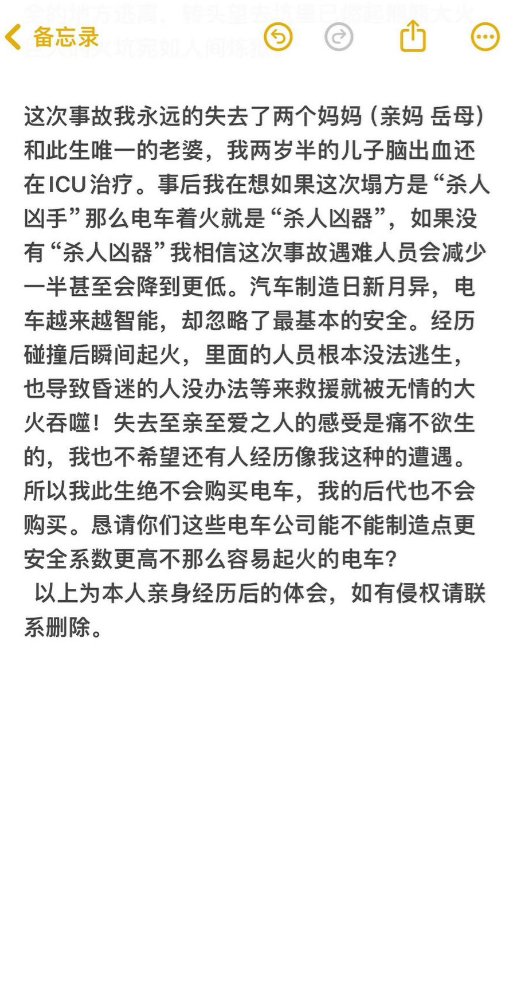 备忘录
这次事故我永远的失去了两个妈妈（亲妈 岳母）
和此生唯一的老婆，我两岁半的儿子脑出血还
在ICU治疗。事后我在想如果这次塌方是“杀人
凶手”那么电车着火就是“杀人凶器”，如果没
有“杀人凶器”我相信这次事故遇难人员会减少
一半甚至会降到更低。汽车制造日新月异，电
车越来越智能，却忽略了最基本的安全。经历
碰撞后瞬间起火，里面的人员根本没法逃生，
也导致昏迷的人没办法等来救援就被无情的大
火吞噬！失去至亲至爱之人的感受是痛不欲生
的，我也不希望还有人经历像我这种的遭遇。
所以我此生绝不会购买电车，我的后代也不会
购买。恳请你们这些电车公司能不能制造点更
安全系数更高不那么容易起火的电车？
以上为本人亲身经历后的体会，如有侵权请联
系删除。